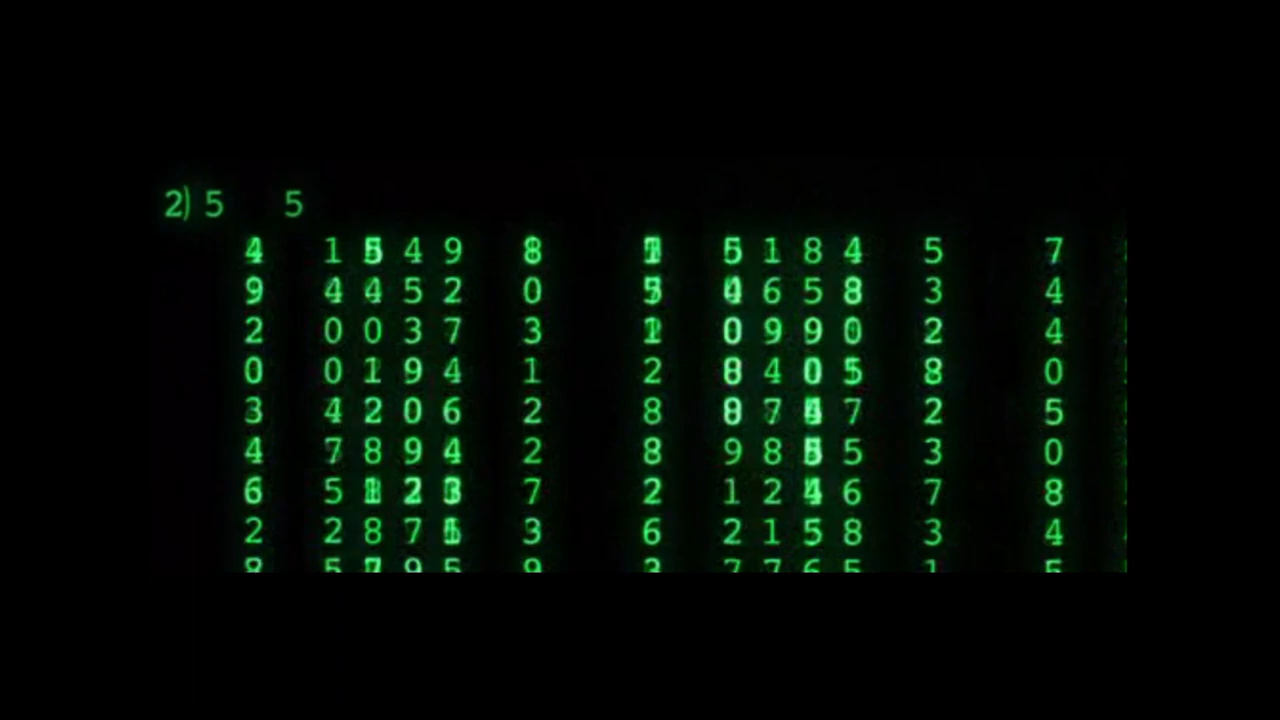 2) 5 5
4 1 5 4 9 8 1 5 1 8 4 5 7
9 4 4 5 2 0 5 4 6 5 8 3 4
2 0 0 3 7 3 1 0 9 9 0 2 4
0 0 1 9 4 1 2 8 4 0 5 8 0
3 4 2 0 6 2 8 8 7 7 2 5
4 7 8 9 4 2 8 9 8 5 3 0
6 5 2 7 2 1 2 4 6 7 8
2 2 8 7 3 6 2 1 5 8 3 4